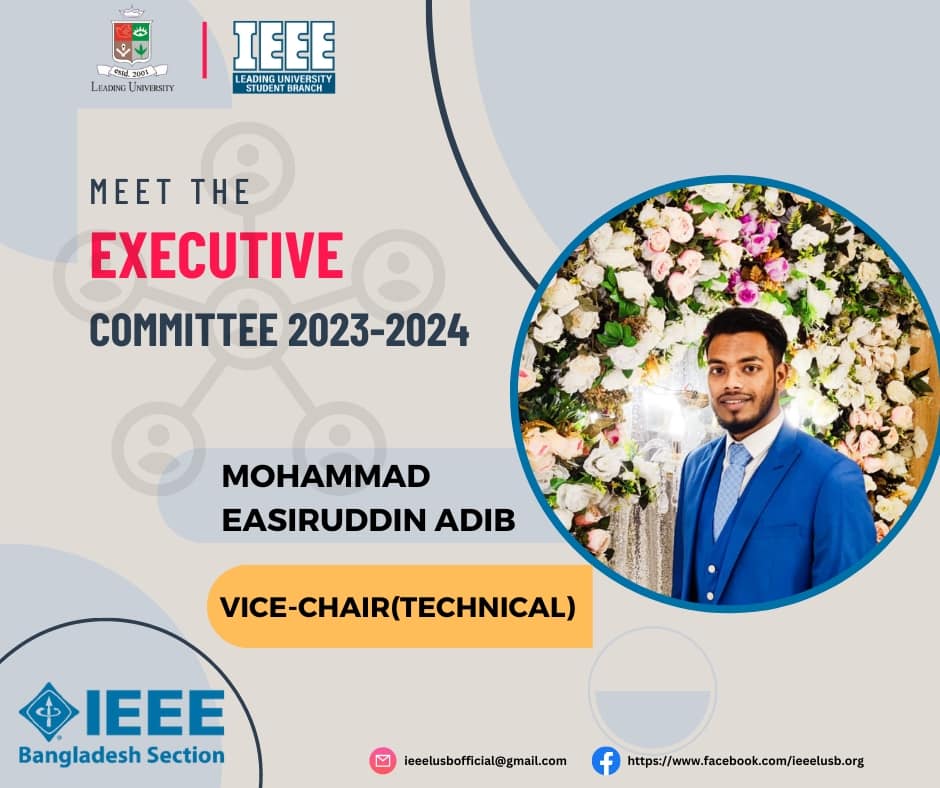 estd. 2001
LEADING UNIVERSITY
IEEE
LEADING UNIVERSITY
STUDENT BRANCH
MEET THE
EXECUTIVE
COMMITTEE 2023-2024
MOHAMMAD
EASIRUDDIN ADIB
VICE-CHAIR(TECHNICAL)
IEEE
Bangladesh Section
ieeelusbofficial@gmail.com
https://www.facebook.com/ieeelusb.org